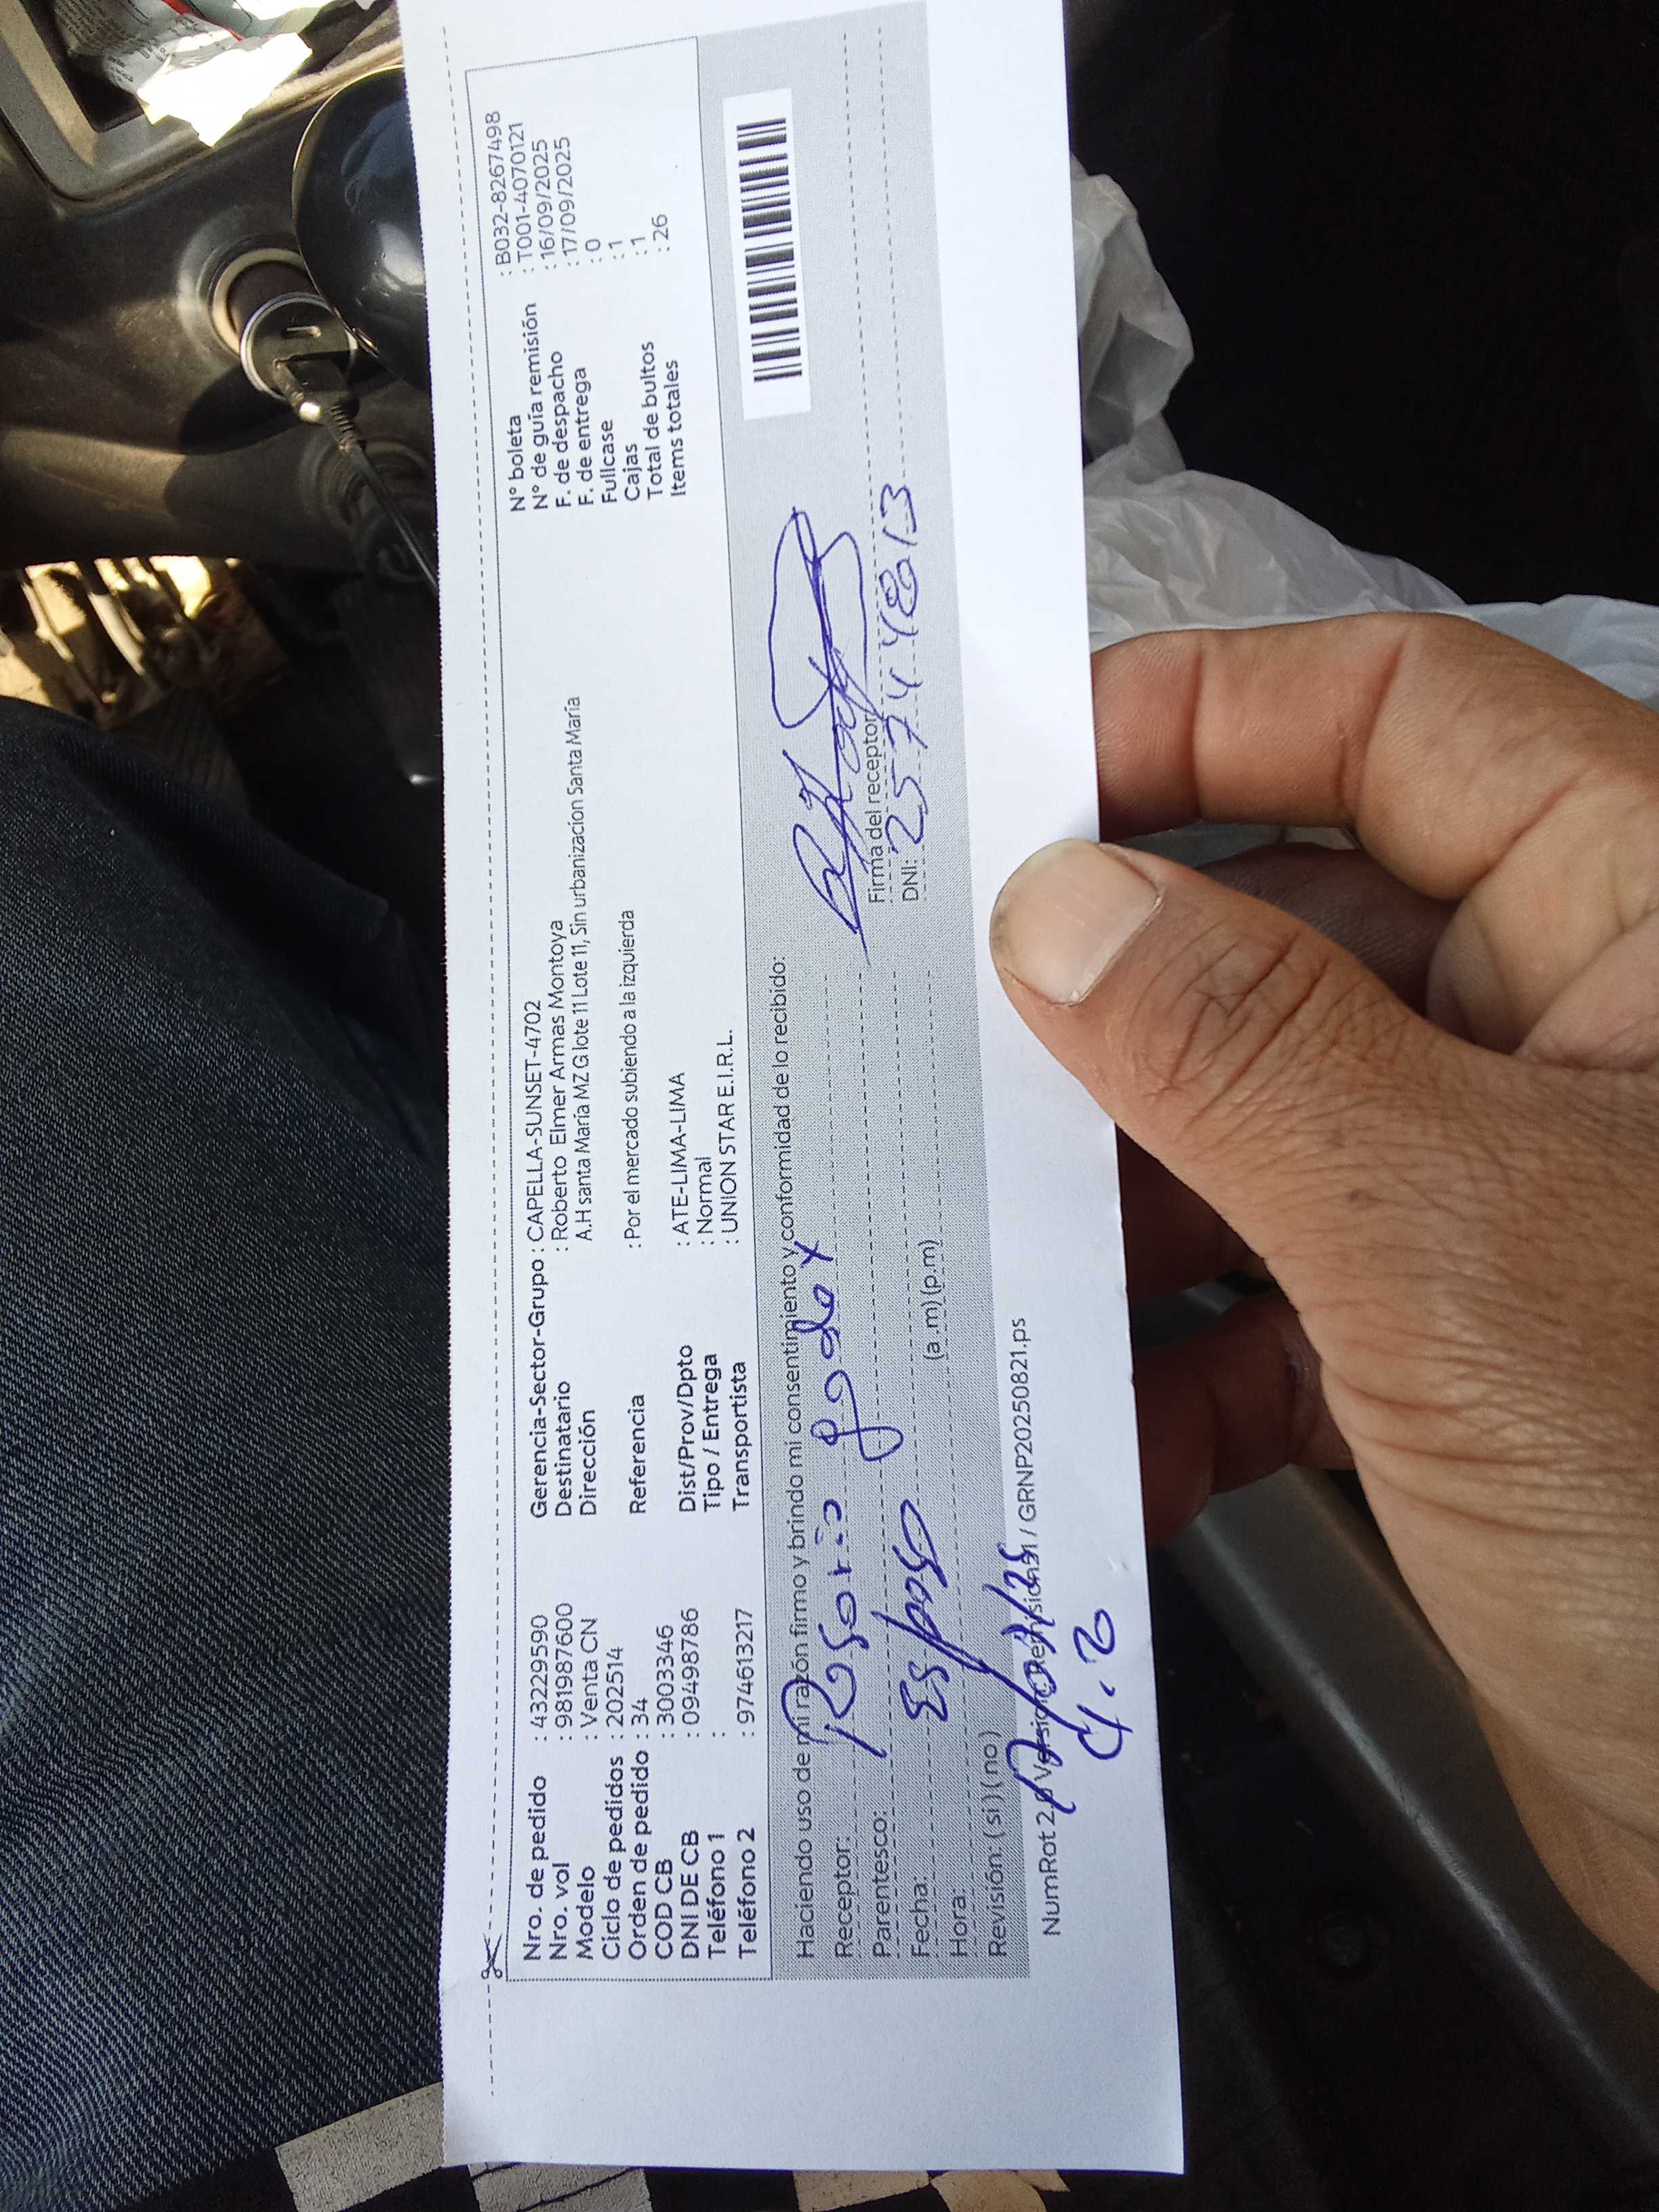 Nro. de pedido : 43229590
Nro. vol : 981987600
Modelo : Venta CN
Ciclo de pedidos : 202514
Orden de pedido : 34
COD CB : 3003346
DNI DE CB : 09498786
Teléfono 1 :
Teléfono 2 : 974613217
Gerencia-Sector-Grupo : CAPELLA-SUNSET-4702
Destinatario : Roberto Elmer Armas Montoya
Dirección A.H santa María MZ G lote 11 Lote 11, Sin urbanizacion Santa María
Referencia : Por el mercado subiendo a la izquierda
Dist/Prov/Dpto : ATE-LIMA-LIMA
Tipo / Entrega : Normal
Transportista : UNION STAR E.I.R.L.
N° boleta : B032-8267498
N° de guía remisión : T001-4070121
F. de despacho : 16/09/2025
F. de entrega : 17/09/2025
Fullcase : 0
Cajas : 1
Total de bultos : 1
Items totales : 26
Haciendo uso de mi razón firmo y brindo mi consentimiento y conformidad de lo recibido:
Receptor: Rosario godoy
Parentesco: Esposa
Fecha:
Hora: (a.m) (p.m)
Revisión: (si) (no)
Firma del receptor
DNI: 25744813
NumRot 2. / GRNP20250821.ps